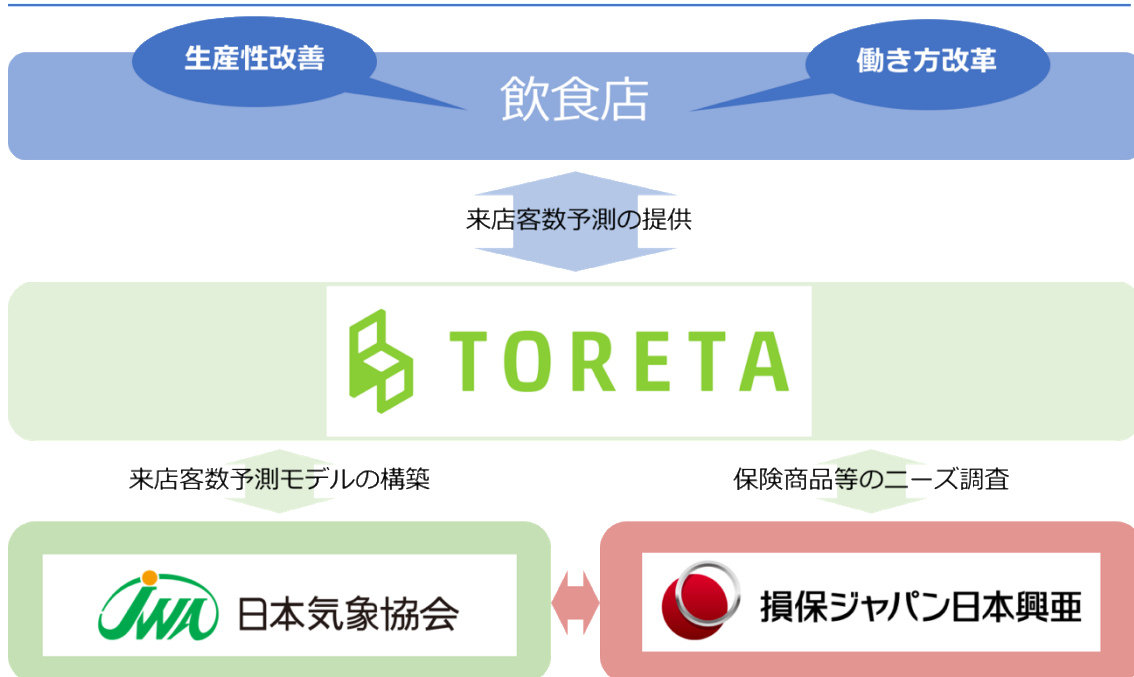 生産性改善
働き方改革
飲食店
来店客数予測の提供
TORETA
来店客数予測モデルの構築
保険商品等のニーズ調査
JWA 日本気象協会
損保ジャパン日本興亜